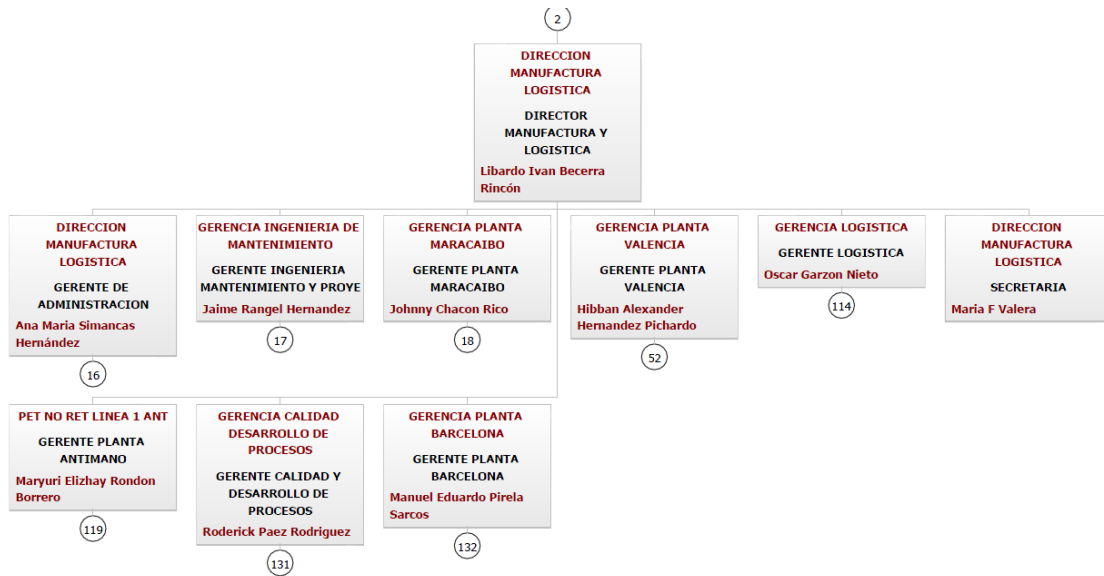 2
DIRECCION
MANUFACTURA
LOGISTICA
DIRECTOR
MANUFACTURA Y
LOGISTICA
Libardo Ivan Becerra
Rincón
DIRECCION
MANUFACTURA
LOGISTICA
GERENTE DE
ADMINISTRACION
Ana Maria Simancas
Hernández
16
GERENCIA INGENIERIA DE
MANTENIMIENTO
GERENTE INGENIERIA
MANTENIMIENTO Y PROYE
Jaime Rangel Hernandez
17
GERENCIA PLANTA
MARACAIBO
GERENTE PLANTA
MARACAIBO
Johnny Chacon Rico
18
GERENCIA PLANTA
VALENCIA
GERENTE PLANTA
VALENCIA
Hibban Alexander
Hernandez Pichardo
52
GERENCIA LOGISTICA
GERENTE LOGISTICA
Oscar Garzon Nieto
114
DIRECCION
MANUFACTURA
LOGISTICA
SECRETARIA
Maria F Valera
PET NO RET LINEA 1 ANT
GERENTE PLANTA
ANTIMANO
Maryuri Elizhay Rondon
Borrero
119
GERENCIA CALIDAD
DESARROLLO DE
PROCESOS
GERENTE CALIDAD Y
DESARROLLO DE
PROCESOS
Roderick Paez Rodriguez
131
GERENCIA PLANTA
BARCELONA
GERENTE PLANTA
BARCELONA
Manuel Eduardo Pirela
Sarcos
132